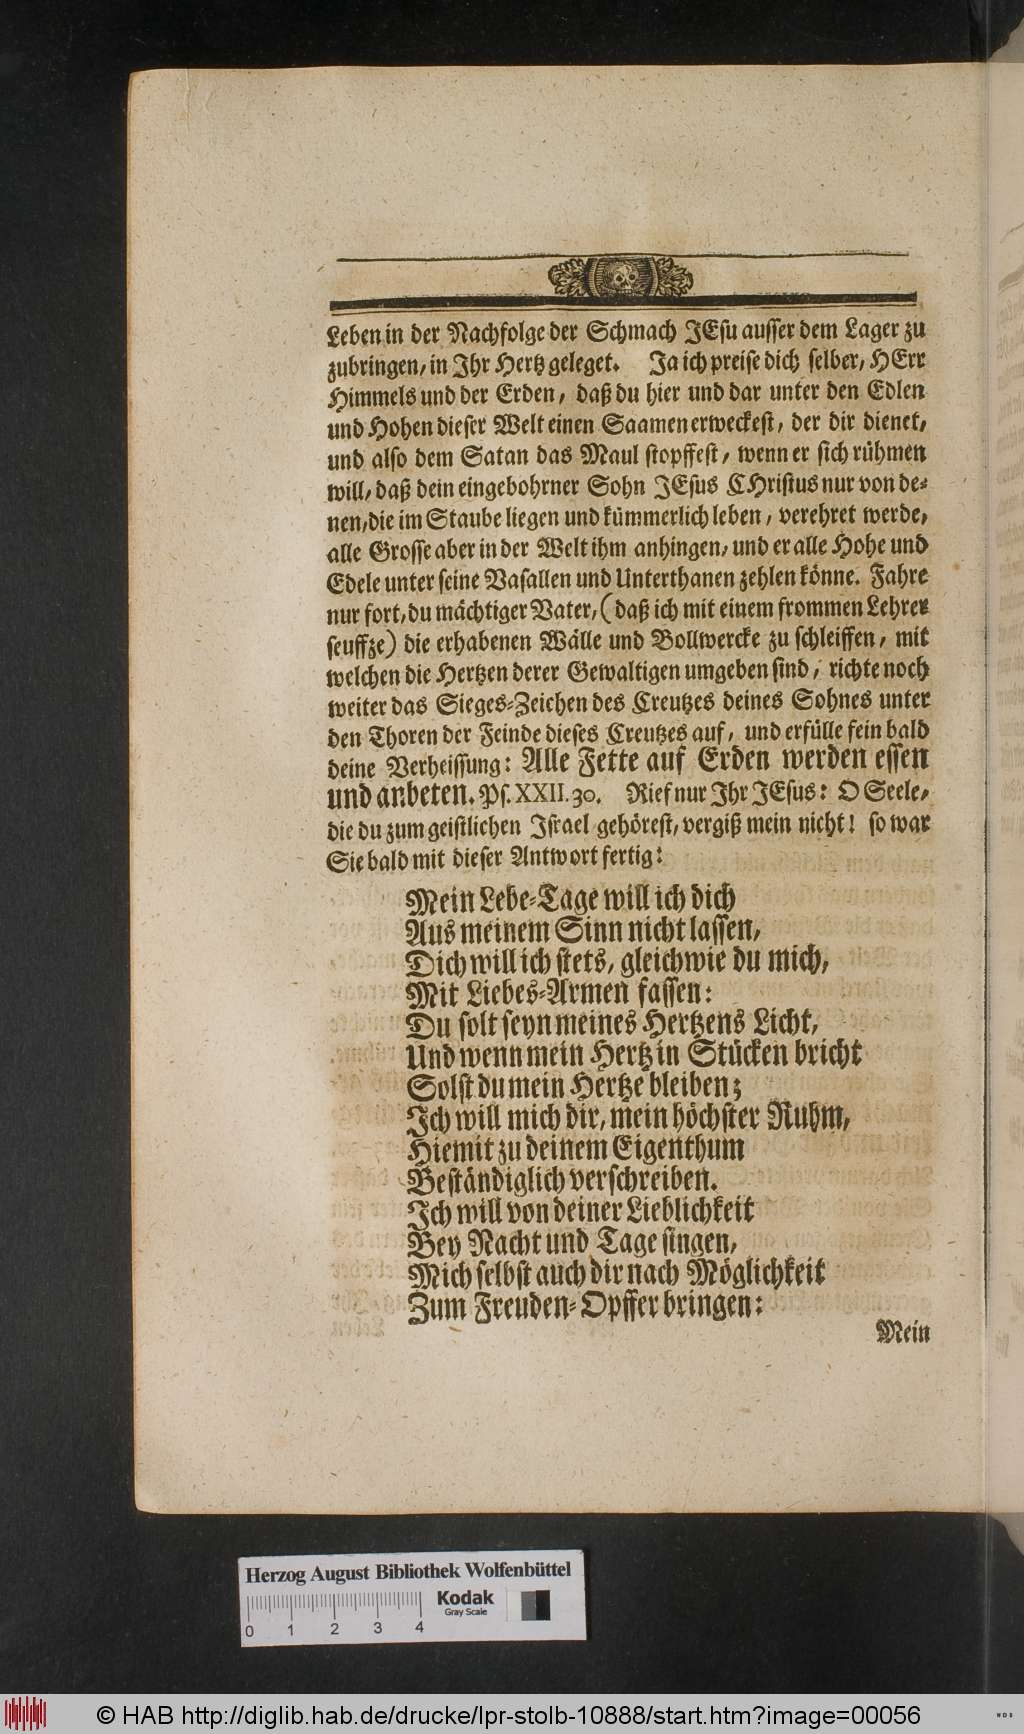 Leben in der Nachfolge der Schmach JEsu ausser dem Lager zu
zubringen, in Ihr Hertz geleget. Ja ich preise dich selber, HErr
Himmels und der Erden, daß du hier und dar unter den Edlen
und Hohen dieser Welt einen Saamen erweckest, der dir dienet,
und also dem Satan das Maul stopffest, wenn er sich rühmen
will, daß dein eingebohrner Sohn JEsus CHristus nur von de-
nen, die im Staube liegen und kümmerlich leben, verehret werde,
alle Grosse aber in der Welt ihm anhingen, und er alle Hohe und
Edele unter seine Vasallen und Unterthanen zehlen könne. Fahre
nur fort, du mächtiger Vater, (daß ich mit einem frommen Lehrer
seuffze) die erhabenen Wälle und Bollwercke zu schleiffen, mit
welchen die Hertzen derer Gewaltigen umgeben sind, richte noch
weiter das Sieges-Zeichen des Creutzes deines Sohnes unter
den Thoren der Feinde dieses Creutzes auf, und erfülle fein bald
deine Verheissung: Alle Fette auf Erden werden essen
und anbeten. Ps. XXII. 30. Rief nur Ihr JEsus: O Seele,
die du zum geistlichen Israel gehörest, vergiß mein nicht! so war
Sie bald mit dieser Antwort fertig:
Mein Lebe-Tage will ich dich
Aus meinem Sinn nicht lassen,
Dich will ich stets, gleichwie du mich,
Mit Liebes-Armen fassen:
Du solt seyn meines Hertzens Licht,
Und wenn mein Hertz in Stücken bricht
Solst du mein Hertze bleiben;
Ich will mich dir, mein höchster Ruhm,
Hiemit zu deinem Eigenthum
Beständiglich verschreiben.
Ich will von deiner Lieblichkeit
Bey Nacht und Tage singen,
Mich selbst auch dir nach Möglichkeit
Zum Freuden-Opffer bringen:
Mein
Herzog August Bibliothek Wolfenbüttel
Kodak
Gray Scale
0 1 2 3 4
© HAB http://diglib.hab.de/drucke/lpr-stolb-10888/start.htm?image=00056